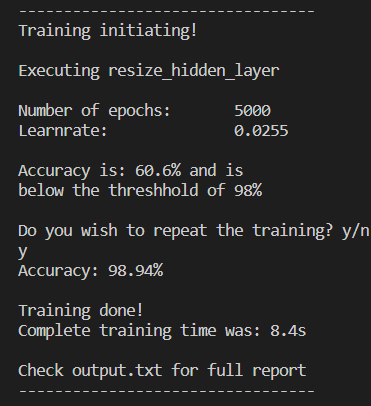 ---------------------------------
Training initiating!
Executing resize_hidden_layer
Number of epochs: 5000
Learnrate: 0.0255
Accuracy is: 60.6% and is
below the threshhold of 98%
Do you wish to repeat the training? y/n
y
Accuracy: 98.94%
Training done!
Complete training time was: 8.4s
Check output.txt for full report
---------------------------------